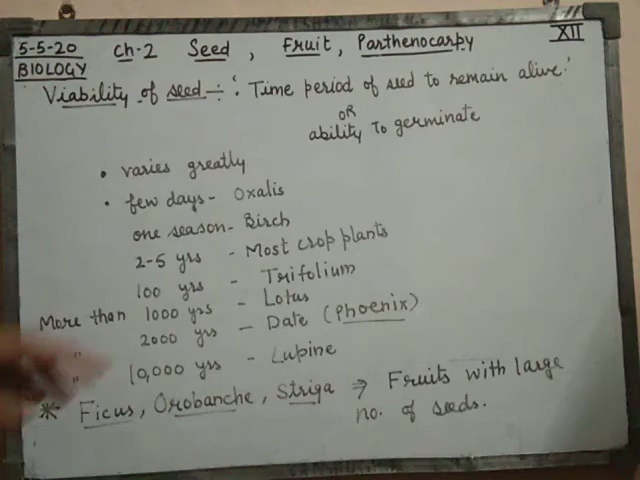 5-5-20 Ch-2 Seed, Fruit, Parthenocarpy XII
BIOLOGY
Viability of seed :- 'Time period of seed to remain alive.'
OR
ability to germinate
• varies greatly
• few days - Oxalis
one season - Birch
2-5 yrs - Most crop plants
100 yrs - Trifolium
More than 1000 yrs - Lotus
" 2000 yrs - Date (Phoenix)
" 10,000 yrs - Lupine
* Ficus, Orobanche, Striga ⇒ Fruits with large
no. of seeds.